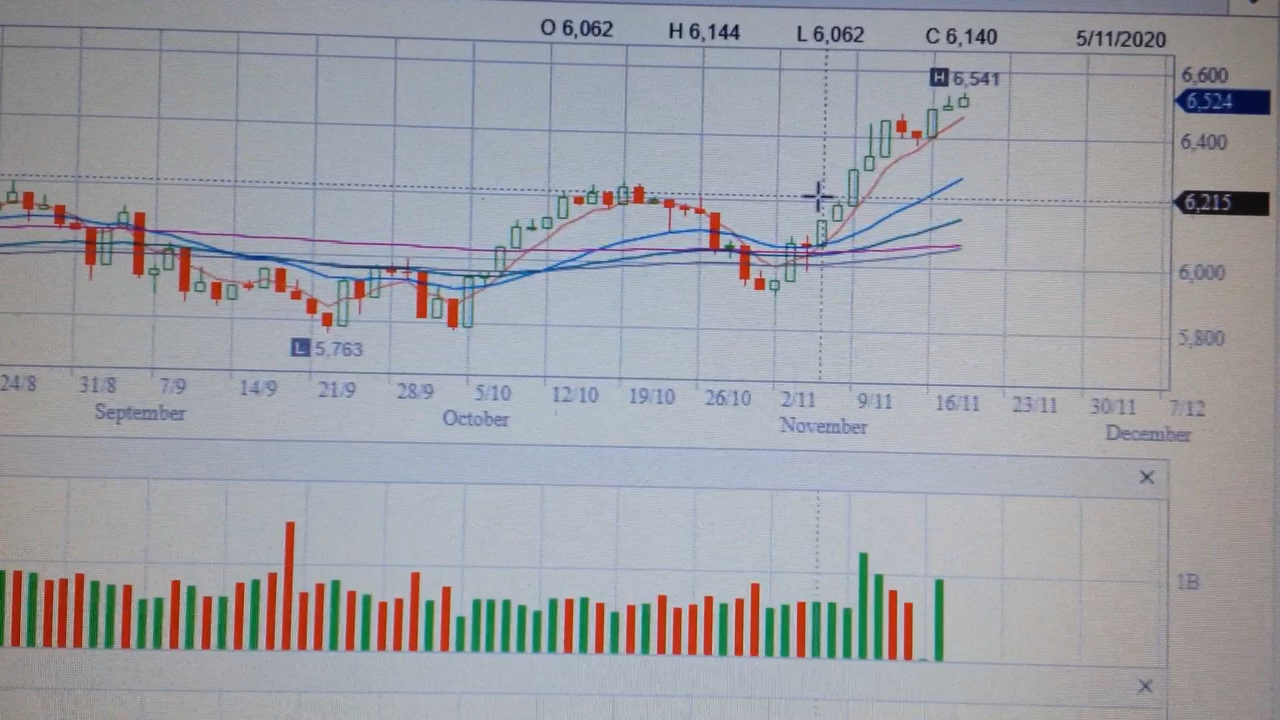 O 6,062 H 6,144 L 6,062 C 6,140 5/11/2020
H 6,541
6,600
6,524
6,400
6,215
6,000
5,800
L 5,763
24/8 31/8 7/9 14/9 21/9 28/9 5/10 12/10 19/10 26/10 2/11 9/11 16/11 23/11 30/11 7/12
September October November December
1B